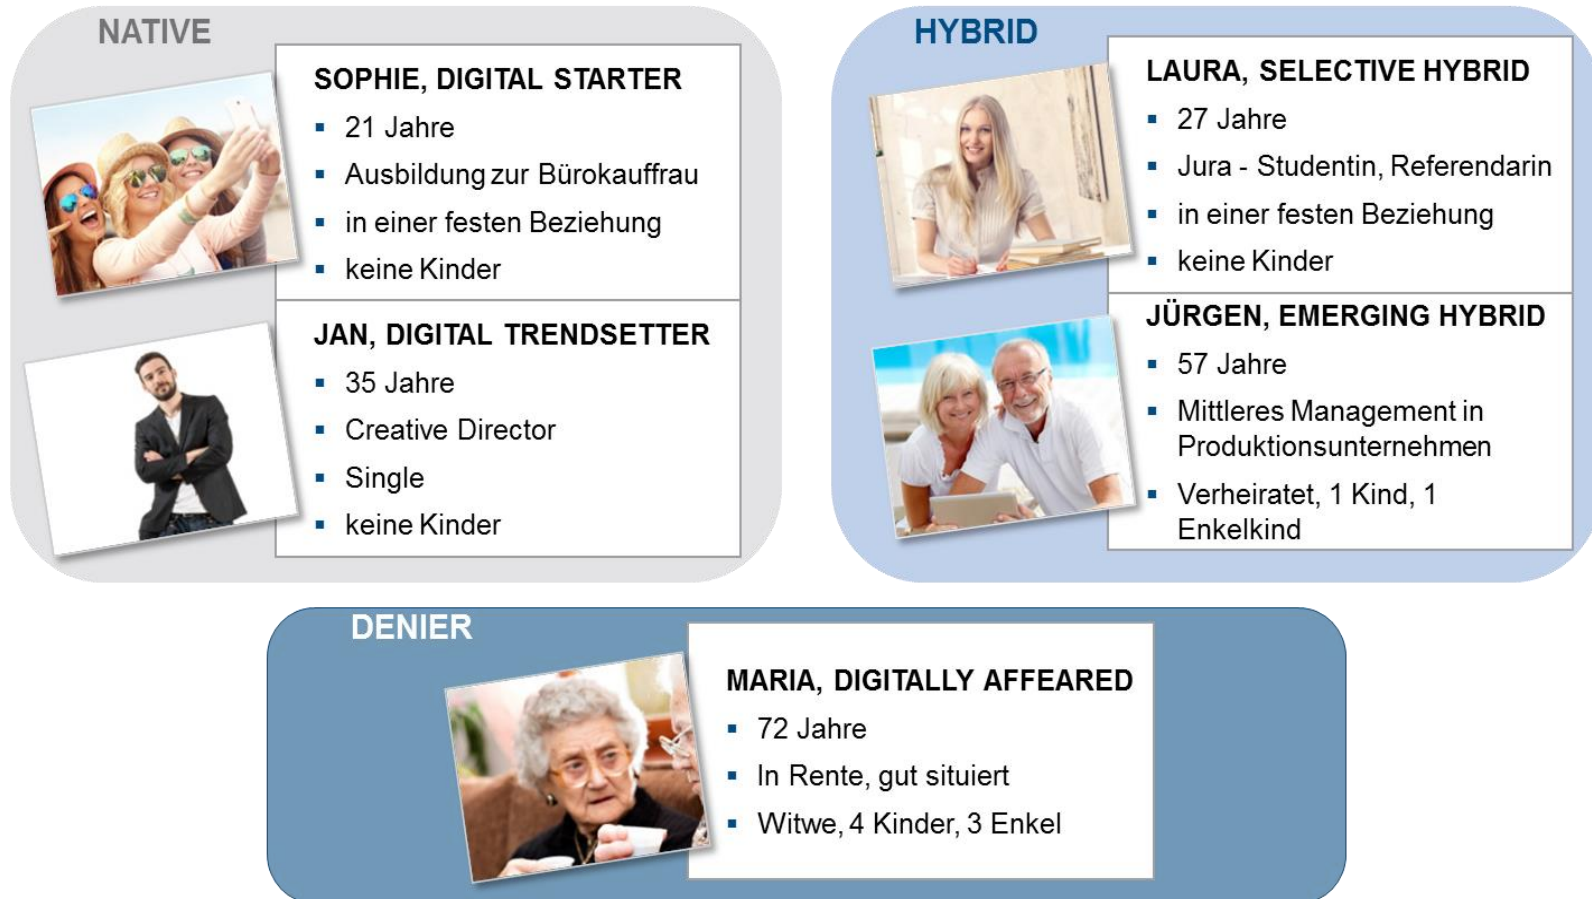 NATIVE
SOPHIE, DIGITAL STARTER
21 Jahre
Ausbildung zur Bürokauffrau
in einer festen Beziehung
keine Kinder
JAN, DIGITAL TRENDSETTER
35 Jahre
Creative Director
Single
keine Kinder
HYBRID
LAURA, SELECTIVE HYBRID
27 Jahre
Jura - Studentin, Referendarin
in einer festen Beziehung
keine Kinder
JÜRGEN, EMERGING HYBRID
57 Jahre
Mittleres Management in
Produktionsunternehmen
Verheiratet, 1 Kind, 1
Enkelkind
DENIER
MARIA, DIGITALLY AFFEARED
72 Jahre
In Rente, gut situiert
Witwe, 4 Kinder, 3 Enkel